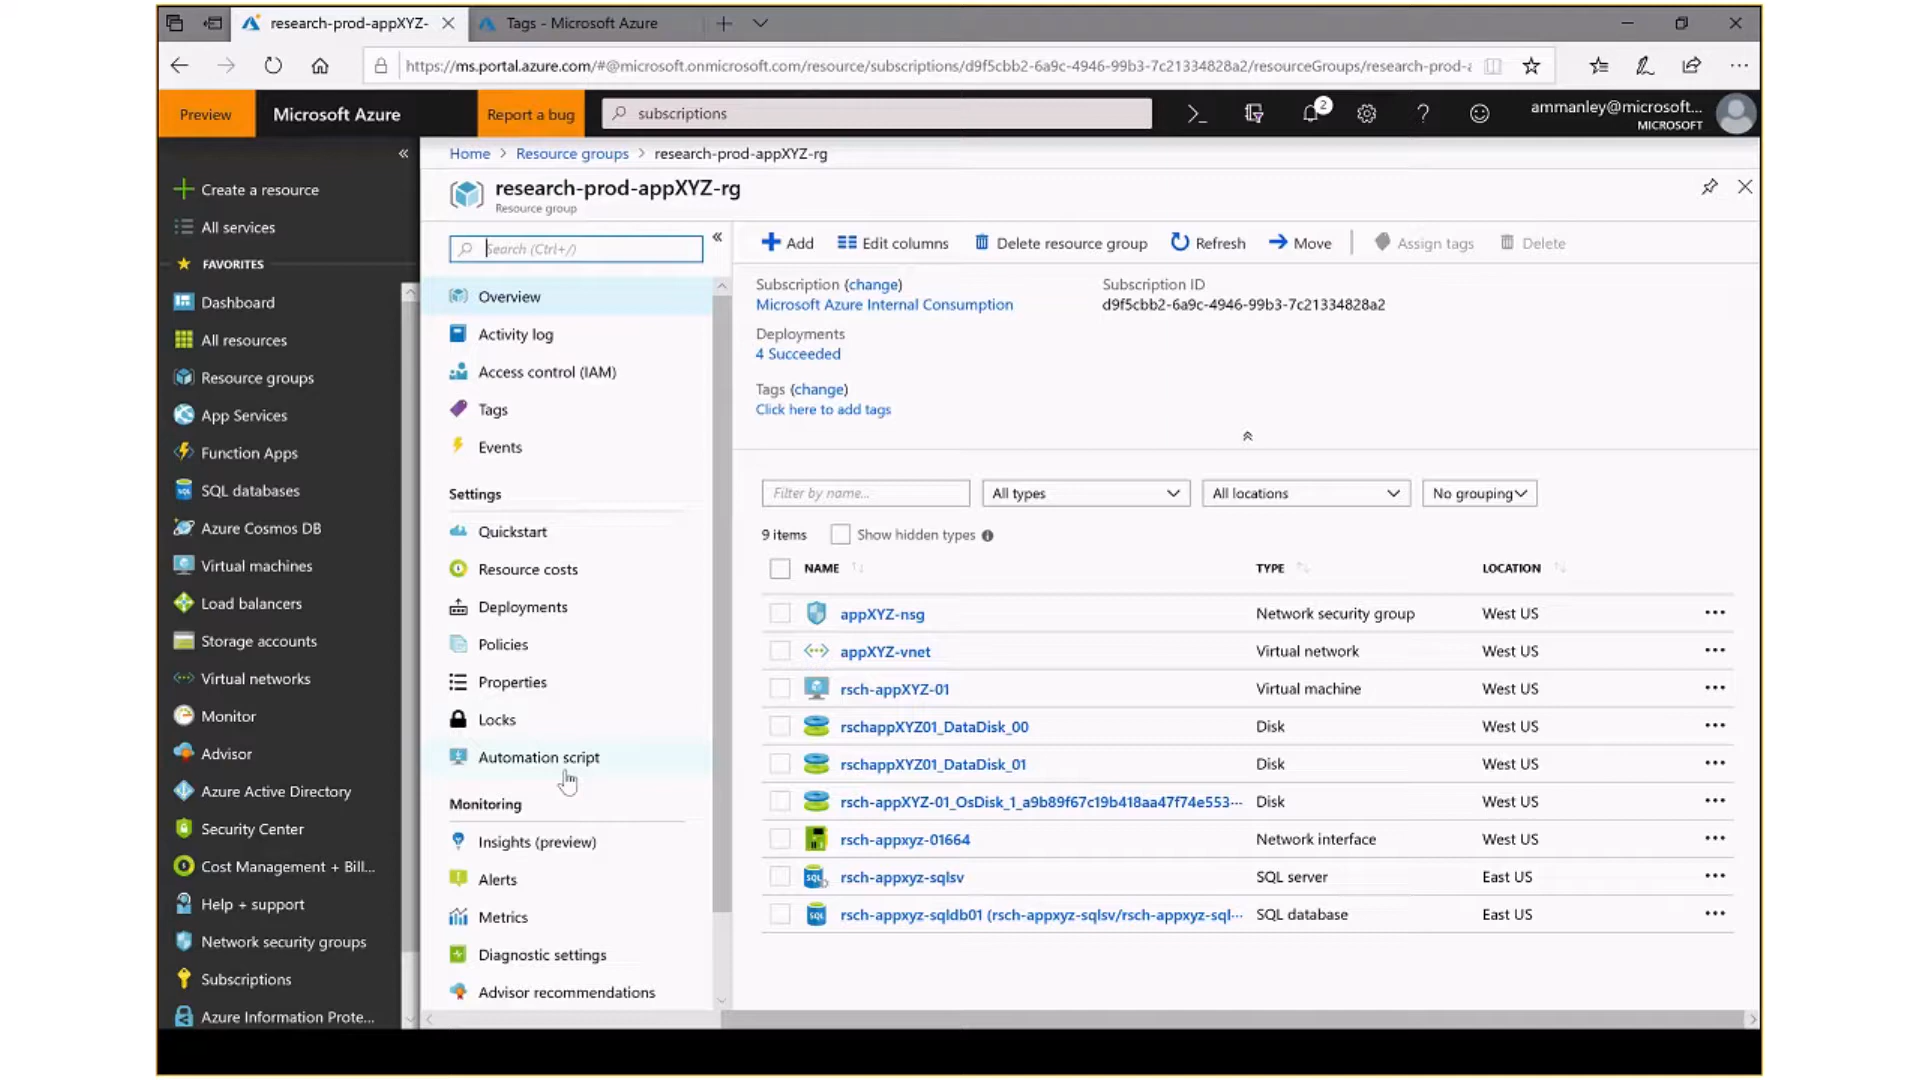 research-prod-appXYZ-
Tags - Microsoft Azure
https://ms.portal.azure.com/#@microsoft.onmicrosoft.com/resource/subscriptions/d9f5cbb2-6a9c-4946-99b3-7c21334828a2/resourceGroups/research-prod-a
Preview
Microsoft Azure
Report a bug
subscriptions
2
ammanley@microsoft...
MICROSOFT
Create a resource
All services
FAVORITES
Dashboard
All resources
Resource groups
App Services
Function Apps
SQL databases
Azure Cosmos DB
Virtual machines
Load balancers
Storage accounts
Virtual networks
Monitor
Advisor
Azure Active Directory
Security Center
Cost Management + Bill...
Help + support
Network security groups
Subscriptions
Azure Information Prote...
Home > Resource groups > research-prod-appXYZ-rg
research-prod-appXYZ-rg
Resource group
Search (Ctrl+/)
Overview
Activity log
Access control (IAM)
Tags
Events
Settings
Quickstart
Resource costs
Deployments
Policies
Properties
Locks
Automation script
Monitoring
Insights (preview)
Alerts
Metrics
Diagnostic settings
Advisor recommendations
Add Edit columns Delete resource group Refresh Move Assign tags Delete
Subscription (change)
Microsoft Azure Internal Consumption
Subscription ID
d9f5cbb2-6a9c-4946-99b3-7c21334828a2
Deployments
4 Succeeded
Tags (change)
Click here to add tags
Filter by name... All types All locations No grouping
9 items Show hidden types
NAME TYPE LOCATION
appXYZ-nsg Network security group West US
appXYZ-vnet Virtual network West US
rsch-appXYZ-01 Virtual machine West US
rschappXYZ01_DataDisk_00 Disk West US
rschappXYZ01_DataDisk_01 Disk West US
rsch-appXYZ-01_OsDisk_1_a9b89f67c19b418aa47f74e553... Disk West US
rsch-appxyz-01664 Network interface West US
rsch-appxyz-sqlsv SQL server East US
rsch-appxyz-sqldb01 (rsch-appxyz-sqlsv/rsch-appxyz-sql... SQL database East US